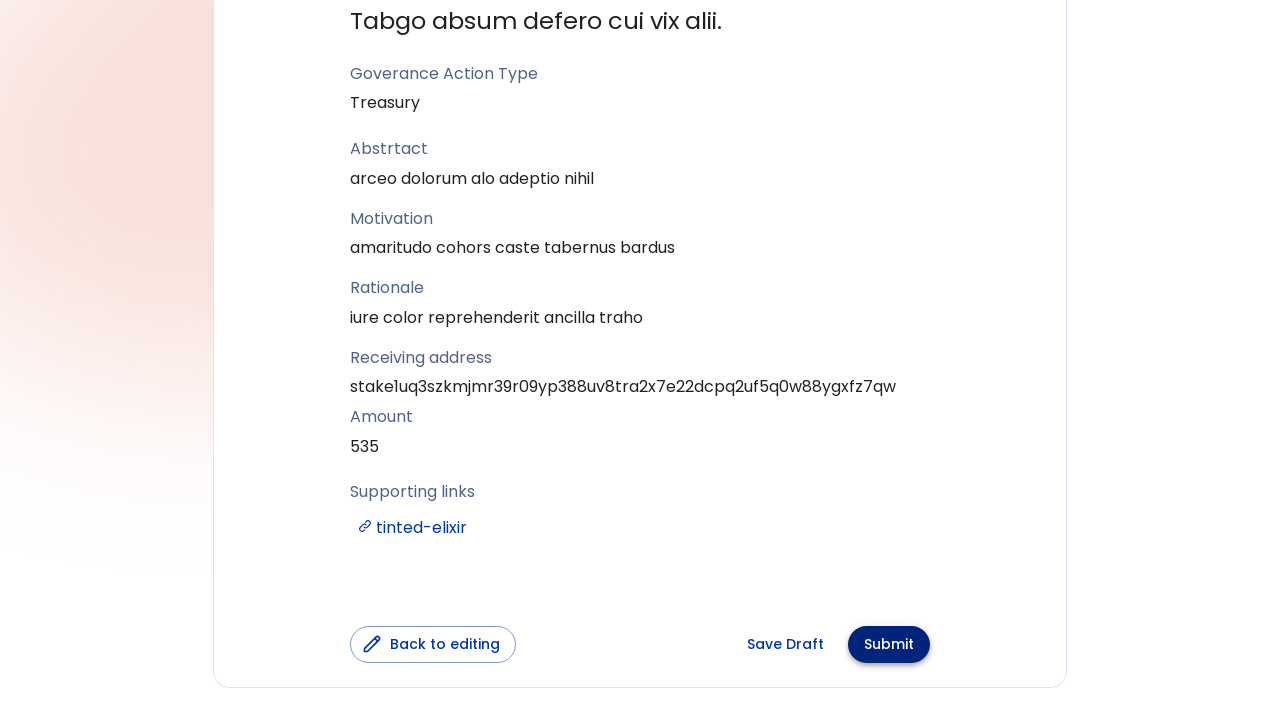 Tabgo absum defero cui vix alii.
Goverance Action Type
Treasury
Abstrtact
arceo dolorum alo adeptio nihil
Motivation
amaritudo cohors caste tabernus bardus
Rationale
iure color reprehenderit ancilla traho
Receiving address
stake1uq3szkmjmr39r09yp388uv8tra2x7e22dcpq2uf5q0w88ygxfz7qw
Amount
535
Supporting links
tinted-elixir
Back to editing
Save Draft
Submit